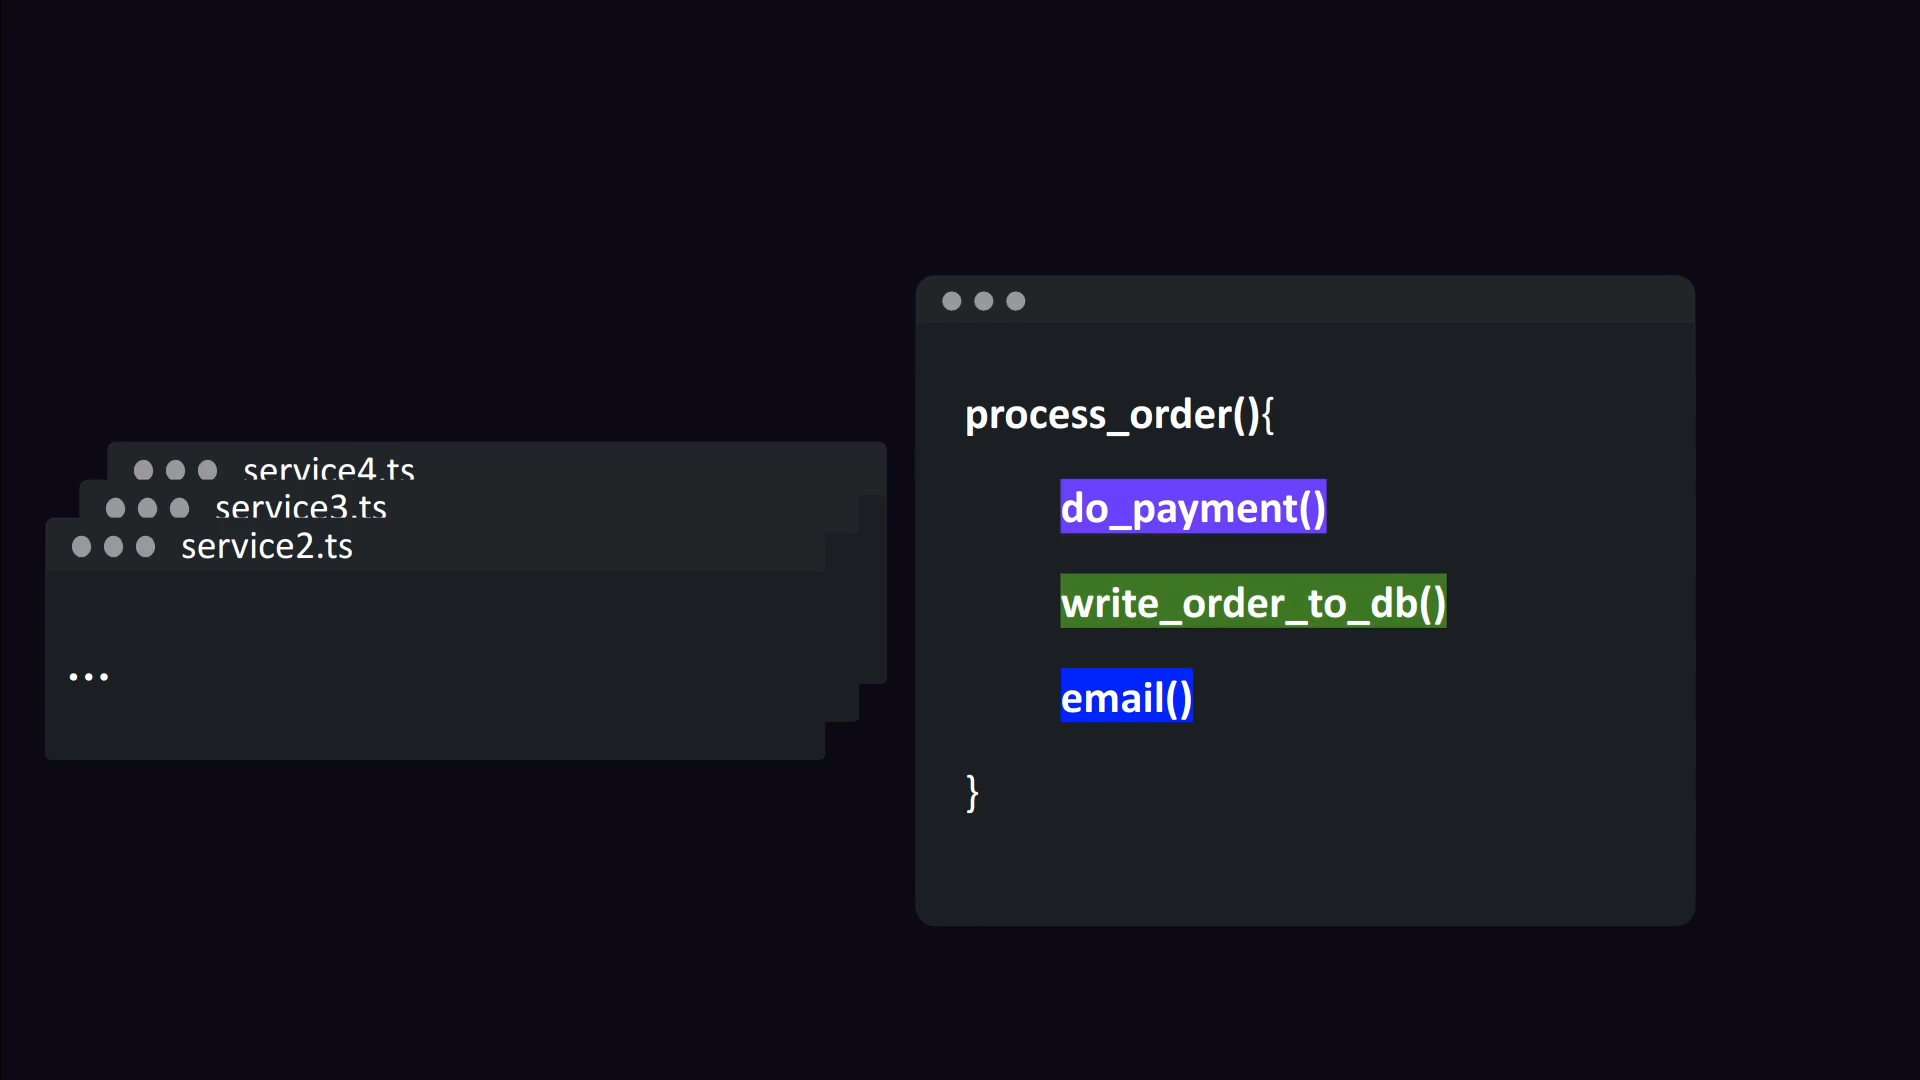 service4.ts
service3.ts
service2.ts
...
process_order(){
do_payment()
write_order_to_db()
email()
}